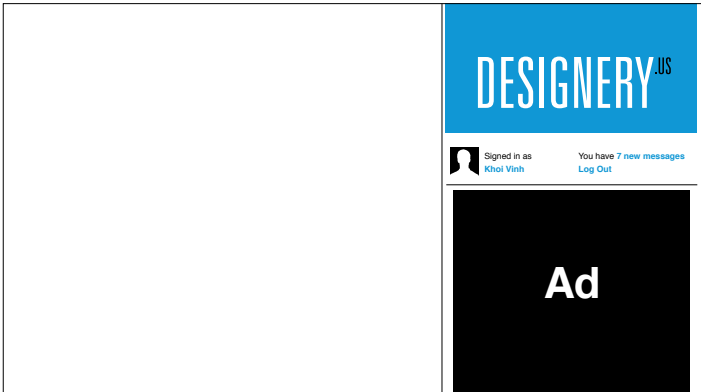 DESIGNERY.US
Signed in as
Khoi Vinh
You have 7 new messages
Log Out
Ad